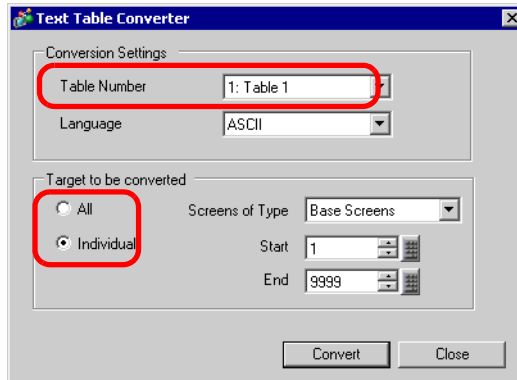 Text Table Converter
Conversion Settings
Table Number 1: Table 1
Language ASCII
Target to be converted
All Screens of Type Base Screens
Individual Start 1
End 9999
Convert Close